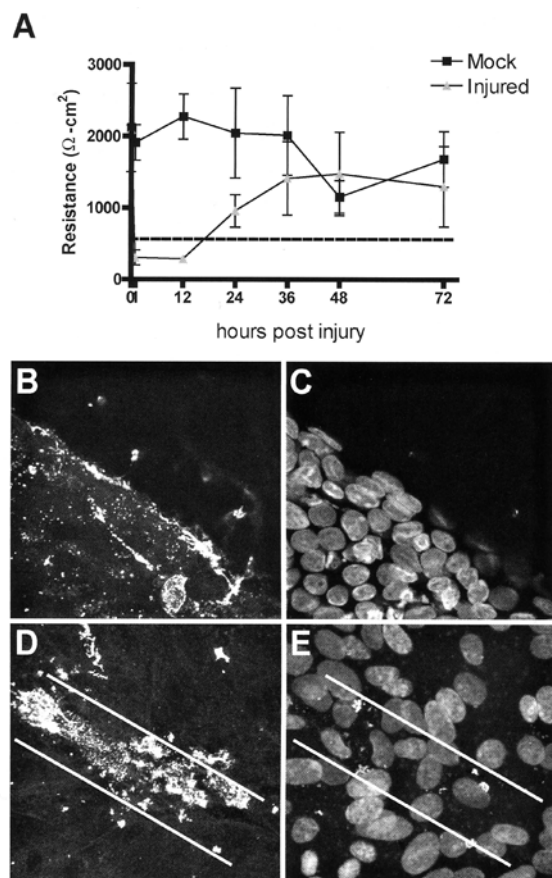 A
Mock
Injured
Resistance (Ω-cm²)
3000
2000
1000
0
0 1 12 24 36 48 72
hours post injury
B C
D E